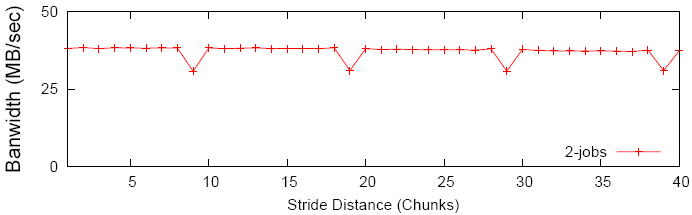 50
25
0
Banwidth (MB/sec)
2-jobs
5 10 15 20 25 30 35 40
Stride Distance (Chunks)